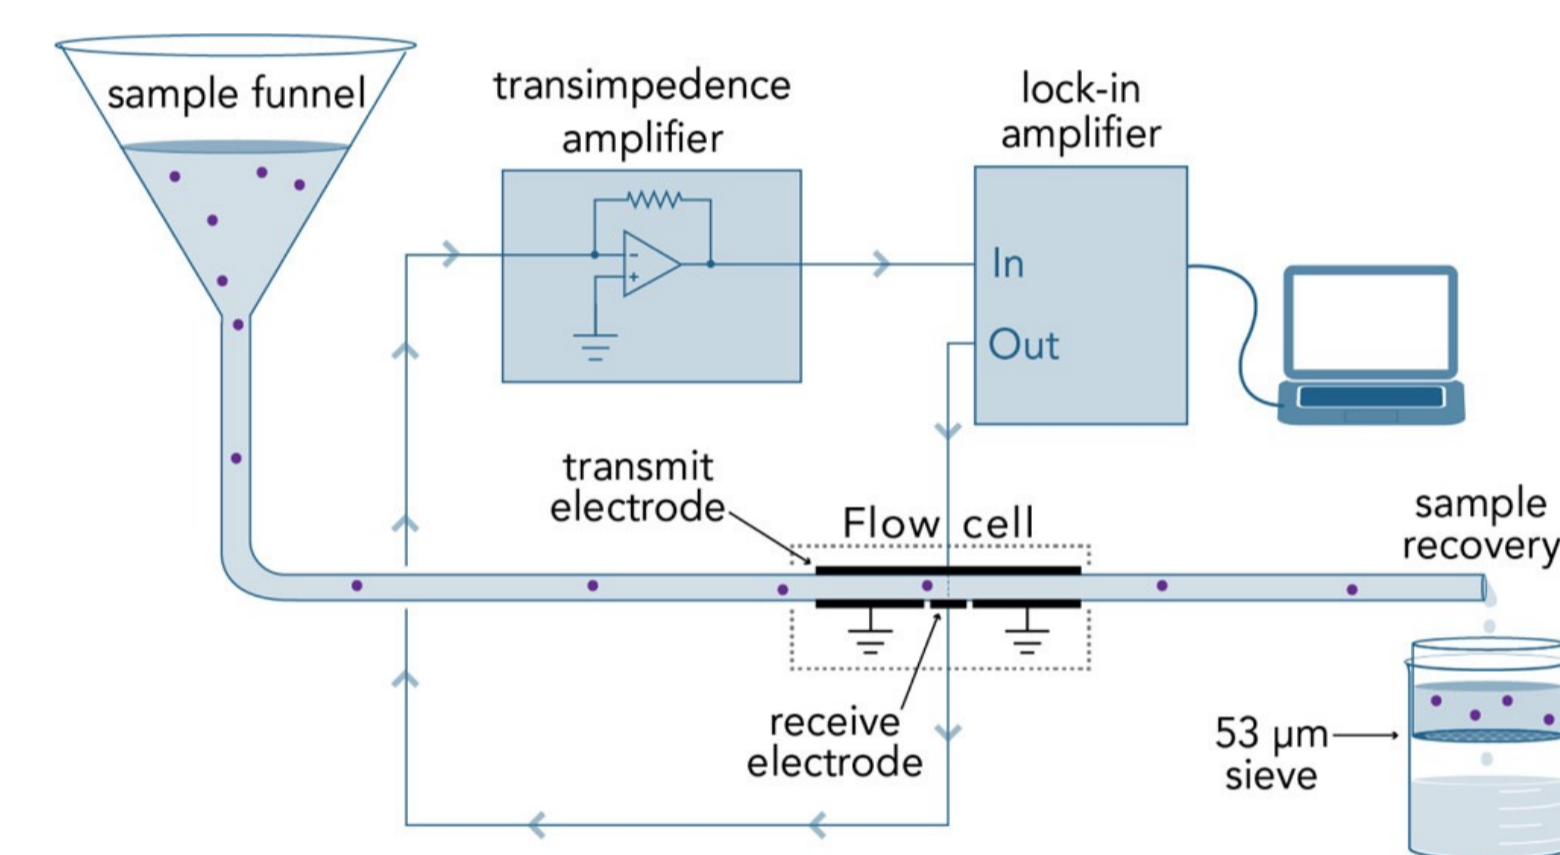 sample funnel
transimpedence
amplifier
lock-in
amplifier
In
Out
transmit
electrode
Flow cell
sample
recovery
receive
electrode
53 µm
sieve